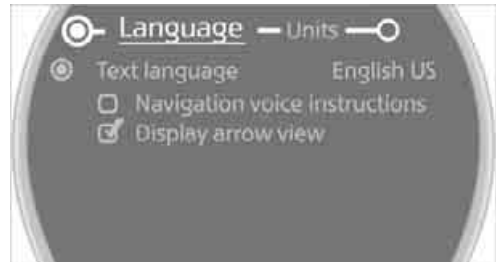 Language Units
Text language English US
Navigation voice instructions
Display arrow view